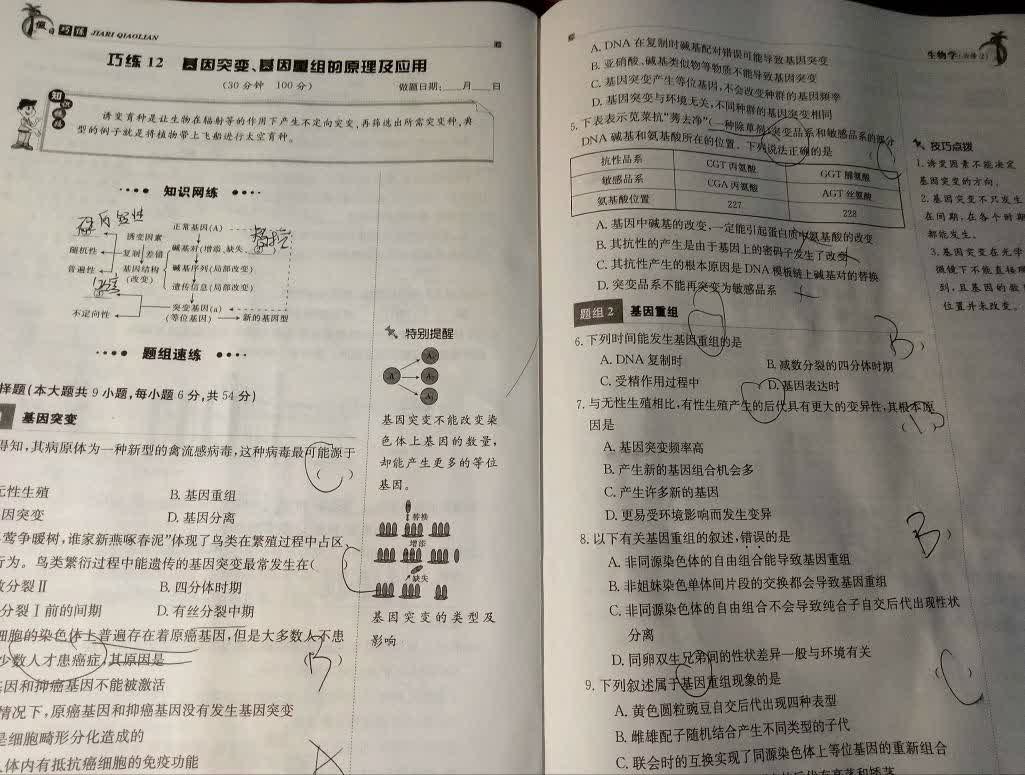 假日巧练 JIARI QIAOLIAN
巧练 12 基因突变、基因重组的原理及应用
(30分钟 100分) 做题日期:___月___日
诱变育种是让生物在辐射等的作用下产生不定向突变,再筛选出所需突变种,典
型的例子就是将植物带上飞船进行太空育种。
知识网练
正常基因(A)
诱变因素
随机性
复制 差错
碱基对(增添、缺失、
普遍性
基因结构
(改变)
碱基序列(局部改变)
遗传信息(局部改变)
不定向性
突变基因(a)
(等位基因)
新的基因型
题组速练
择题(本大题共9小题,每小题6分,共54分)
基因突变
得知,其病原体为一种新型的禽流感病毒,这种病毒最可能源于
( )
性生殖
B. 基因重组
因突变
D. 基因分离
莺争暖树,谁家新燕啄春泥”体现了鸟类在繁殖过程中占区、
行为。鸟类繁衍过程中能遗传的基因突变最常发生在(
分裂Ⅱ
B. 四分体时期
分裂Ⅰ前的间期
D. 有丝分裂中期
细胞的染色体上普遍存在着原癌基因,但是大多数人不患
少数人才患癌症,其原因是
( B )
基因和抑癌基因不能被激活
情况下,原癌基因和抑癌基因没有发生基因突变
是细胞畸形分化造成的
体内有抵抗癌细胞的免疫功能
特别提醒
基因突变不能改变染
色体上基因的数量,
却能产生更多的等位
基因。
替换
增添
缺失
基因突变的类型及
影响
生物学(必修2)
A. DNA在复制时碱基配对错误可能导致基因突变
B. 亚硝酸、碱基类似物等物质不能导致基因突变
C. 基因突变产生等位基因,不会改变种群的基因频率
D. 基因突变与环境无关,不同种群的基因突变相同
5. 下表表示苋菜抗“莠去净”(一种除草剂)突变品系和敏感品系的部分
DNA碱基和氨基酸所在的位置。下列说法正确的是
抗性品系 CGT丙氨酸 GGT脯氨酸
敏感品系 CGA丙氨酸 AGT丝氨酸
氨基酸位置 227 228
A. 基因中碱基的改变,一定能引起蛋白质中氨基酸的改变
B. 其抗性的产生是由于基因上的密码子发生了改变
C. 其抗性产生的根本原因是DNA模板链上碱基对的替换
D. 突变品系不能再突变为敏感品系
题组2 基因重组
6. 下列时间能发生基因重组的是
B )
A. DNA复制时
B. 减数分裂的四分体时期
C. 受精作用过程中
D. 基因表达时
7. 与无性生殖相比,有性生殖产生的后代具有更大的变异性,其根本原
因是
A. 基因突变频率高
B. 产生新的基因组合机会多
C. 产生许多新的基因
D. 更易受环境影响而发生变异
8. 以下有关基因重组的叙述,错误的是
B )
A. 非同源染色体的自由组合能导致基因重组
B. 非姐妹染色单体间片段的交换都会导致基因重组
C. 非同源染色体的自由组合不会导致纯合子自交后代出现性状
分离
D. 同卵双生兄弟间的性状差异一般与环境有关
9. 下列叙述属于基因重组现象的是
( C )
A. 黄色圆粒豌豆自交后代出现四种表型
B. 雌雄配子随机结合产生不同类型的子代
C. 联会时的互换实现了同源染色体上等位基因的重新组合
技巧点拨
1. 诱变因素不能决定
基因突变的方向。
2. 基因突变不只发生
在间期,在各个时期
都能发生。
3. 基因突变在光学
微镜下不能直接观
到,且基因的数
位置并未改变。